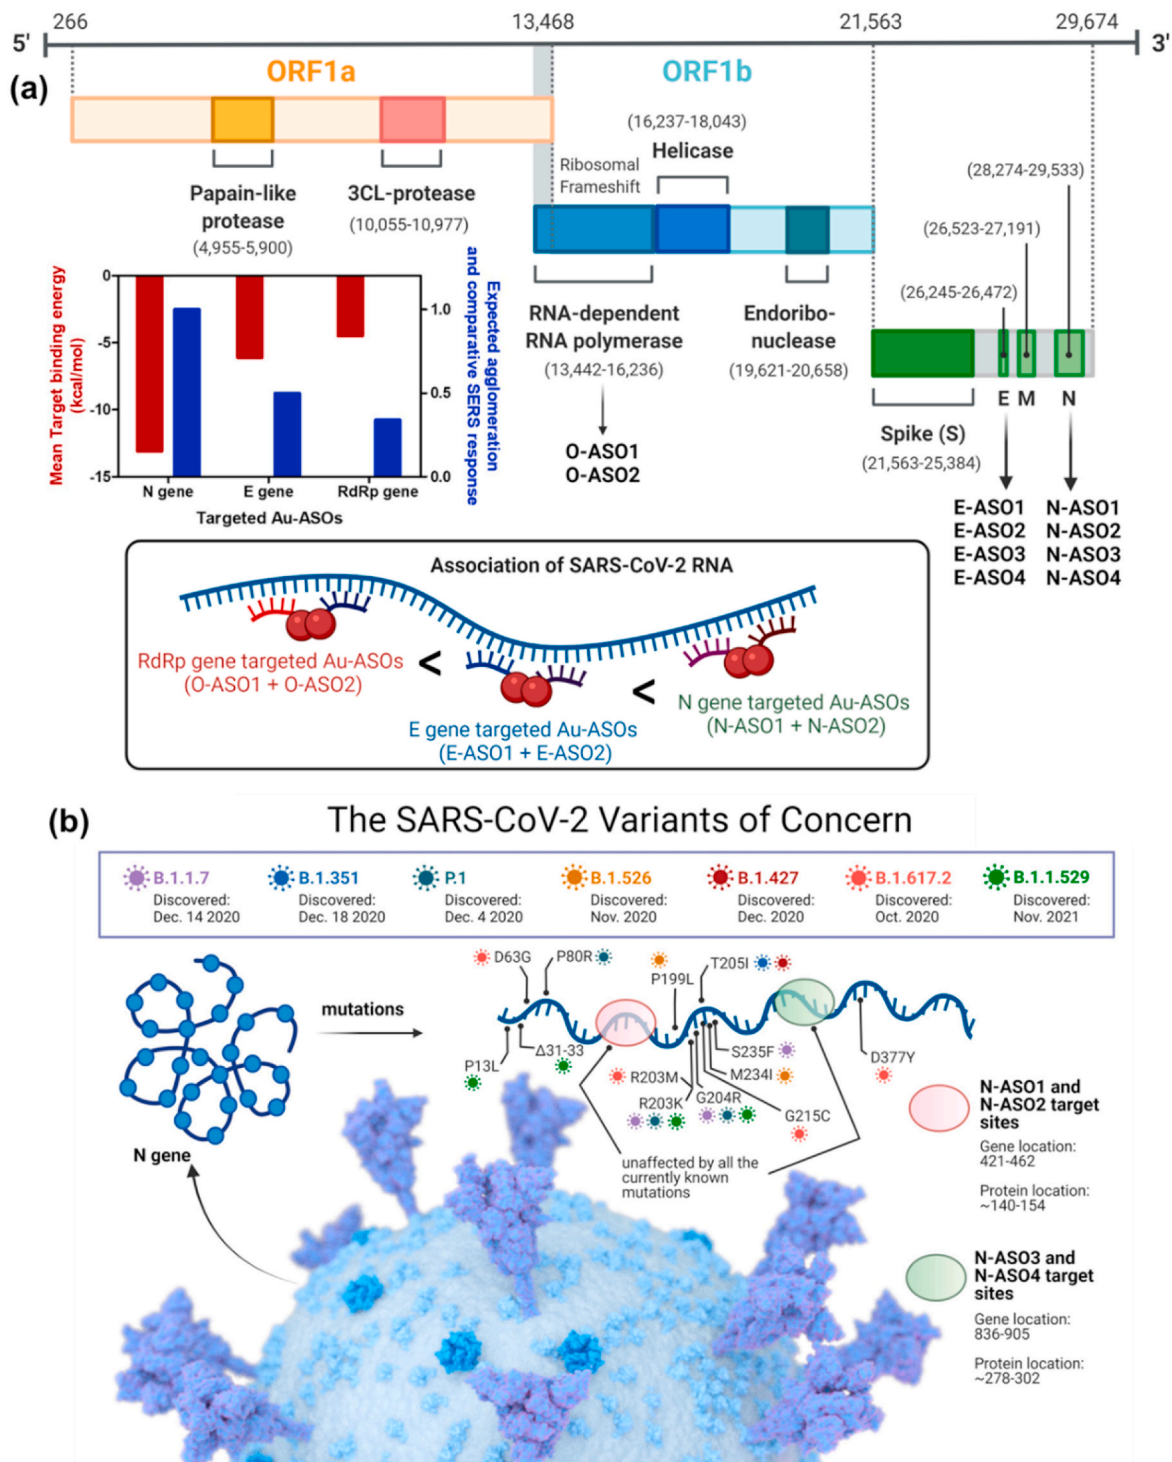 266
13,468
21,563
29,674
5'
3'
(a)
ORF1a
ORF1b
(16,237-18,043)
Helicase
Ribosomal
Frameshift
(28,274-29,533)
Papain-like
protease
(4,955-5,900)
3CL-protease
(10,055-10,977)
(26,523-27,191)
(26,245-26,472)
RNA-dependent
RNA polymerase
(13,442-16,236)
Endoribo-
nuclease
(19,621-20,658)
E M N
Spike (S)
(21,563-25,384)
O-ASO1
O-ASO2
E-ASO1 N-ASO1
E-ASO2 N-ASO2
E-ASO3 N-ASO3
E-ASO4 N-ASO4
Mean Target binding energy
(kcal/mol)
0
-5
-10
-15
1.0
0.5
0.0
Expected agglomeration
and comparative SERS response
N gene
E gene
RdRp gene
Targeted Au-ASOs
Association of SARS-CoV-2 RNA
RdRp gene targeted Au-ASOs
(O-ASO1 + O-ASO2)
<
E gene targeted Au-ASOs
(E-ASO1 + E-ASO2)
<
N gene targeted Au-ASOs
(N-ASO1 + N-ASO2)
(b)
The SARS-CoV-2 Variants of Concern
B.1.1.7
Discovered:
Dec. 14 2020
B.1.351
Discovered:
Dec. 18 2020
P.1
Discovered:
Dec. 4 2020
B.1.526
Discovered:
Nov. 2020
B.1.427
Discovered:
Dec. 2020
B.1.617.2
Discovered:
Oct. 2020
B.1.1.529
Discovered:
Nov. 2021
mutations
N gene
D63G
P80R
P199L
T205I
P13L
Δ31-33
S235F
M234I
R203M
R203K
G204R
G215C
D377Y
unaffected by all the
currently known
mutations
N-ASO1 and
N-ASO2 target
sites
Gene location:
421-462
Protein location:
~140-154
N-ASO3 and
N-ASO4 target
sites
Gene location:
836-905
Protein location:
~278-302